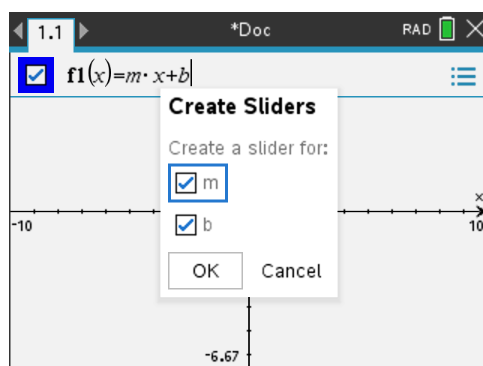 1.1 *Doc RAD
f1(x)=m· x+b
Create Sliders
Create a slider for:
m
b
OK Cancel
x
-10 10
-6.67